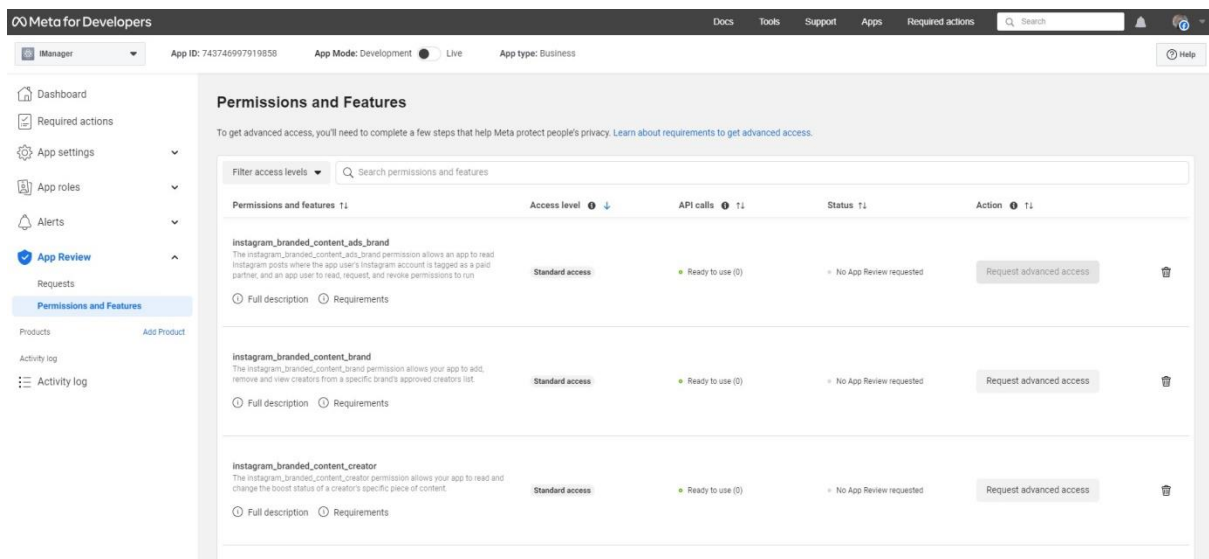 Meta for Developers
Docs Tools Support Apps Required actions Search
IManager App ID: 743746997919858 App Mode: Development Live App type: Business Help
Dashboard
Required actions
App settings
App roles
Alerts
App Review
Requests
Permissions and Features
Products Add Product
Activity log
Activity log
Permissions and Features
To get advanced access, you'll need to complete a few steps that help Meta protect people's privacy. Learn about requirements to get advanced access.
Filter access levels Search permissions and features
Permissions and features Access level API calls Status Action
instagram_branded_content_ads_brand
The instagram_branded_content_ads_brand permission allows an app to read
Instagram posts where the app user's Instagram account is tagged as a paid
partner, and an app user to read, request, and revoke permissions to run
Standard access Ready to use (0) No App Review requested Request advanced access
Full description Requirements
instagram_branded_content_brand
The instagram_branded_content_brand permission allows your app to add,
remove and view creators from a specific brand's approved creators list.
Standard access Ready to use (0) No App Review requested Request advanced access
Full description Requirements
instagram_branded_content_creator
The instagram_branded_content_creator permission allows your app to read and
change the boost status of a creator's specific piece of content.
Standard access Ready to use (0) No App Review requested Request advanced access
Full description Requirements